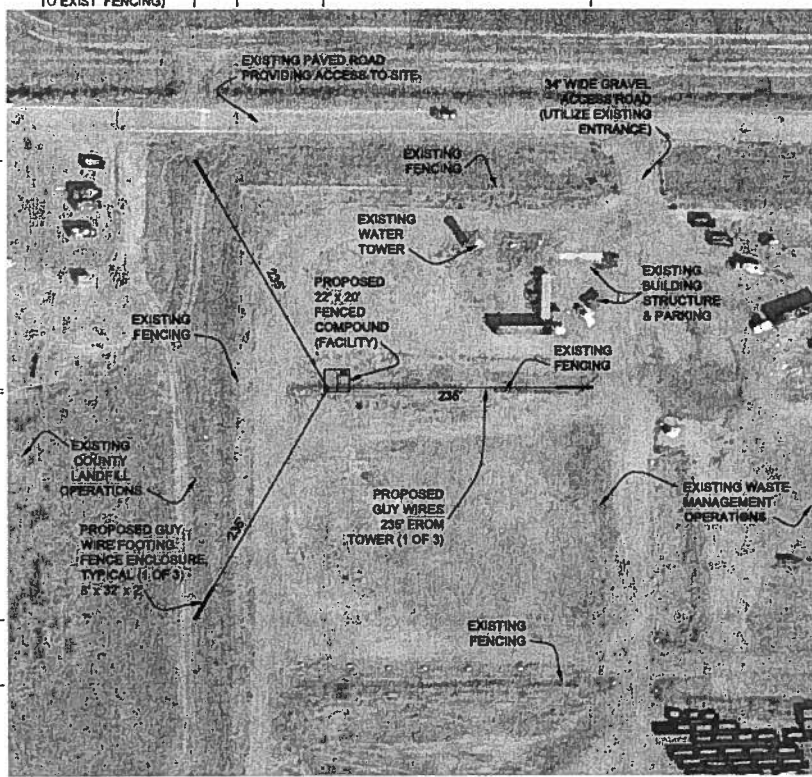 TO EXIST FENCING)
EXISTING PAVED ROAD
PROVIDING ACCESS TO SITE
34' WIDE GRAVEL
ACCESS ROAD
(UTILIZE EXISTING
ENTRANCE)
EXISTING
FENCING
EXISTING
WATER
TOWER
PROPOSED
22' X 20'
FENCED
COMPOUND
(FACILITY)
EXISTING
BUILDING
STRUCTURE
& PARKING
235'
EXISTING
FENCING
EXISTING
FENCING
235'
EXISTING
COUNTY
LANDFILL
OPERATIONS
PROPOSED
GUY WIRES
235' FROM
TOWER (1 OF 3)
EXISTING WASTE
MANAGEMENT
OPERATIONS
PROPOSED GUY
WIRE FOOTING
FENCE ENCLOSURE,
TYPICAL (1 OF 3)
8' x 32' x 2'
235'
EXISTING
FENCING